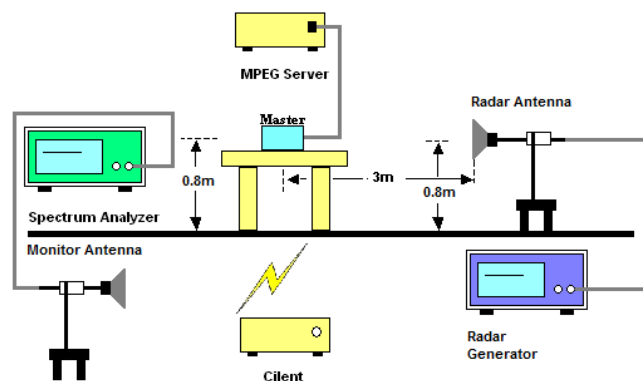 MPEG Server
Master
Radar Antenna
0.8m
3m
0.8m
Spectrum Analyzer
Monitor Antenna
Radar
Generator
Cilent